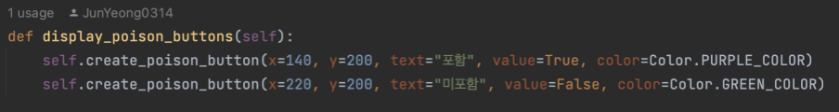 1 usage JunYeong0314
def display_poison_buttons(self):
self.create_poison_button(x=140, y=200, text="포함", value=True, color=Color.PURPLE_COLOR)
self.create_poison_button(x=220, y=200, text="미포함", value=False, color=Color.GREEN_COLOR)